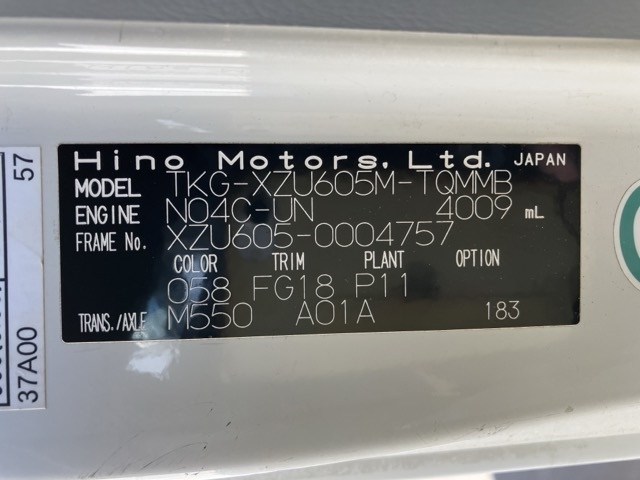 Hino Motors, Ltd. JAPAN
MODEL TKG-XZU605M-TQMMB
ENGINE N04C-UN 4009 mL
FRAME No. XZU605-0004757
COLOR TRIM PLANT OPTION
058 FG18 P11
TRANS./AXLE M550 A01A 183
57
37A00